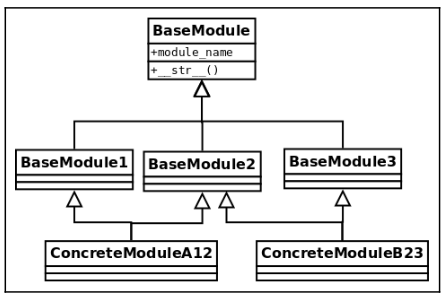 BaseModule
+module_name
+__str__()
BaseModule1
BaseModule2
BaseModule3
ConcreteModuleA12
ConcreteModuleB23